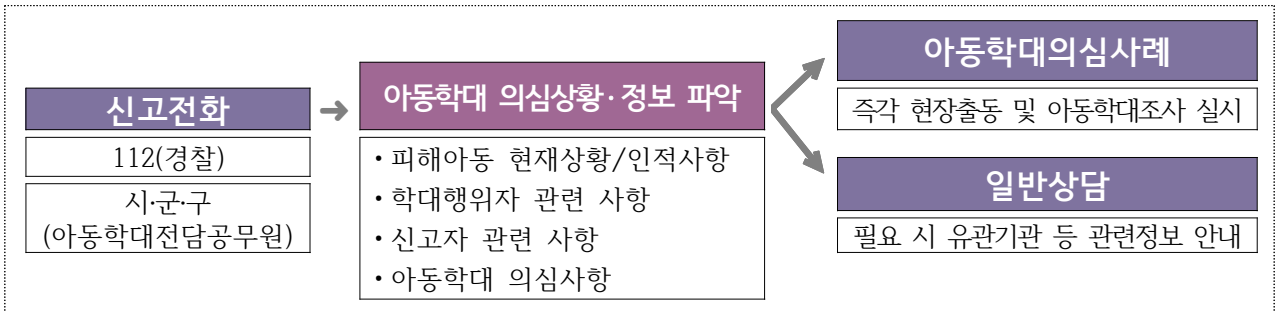 신고전화
112(경찰)
시·군·구
(아동학대전담공무원)
아동학대 의심상황·정보 파악
• 피해아동 현재상황/인적사항
• 학대행위자 관련 사항
• 신고자 관련 사항
• 아동학대 의심사항
아동학대의심사례
즉각 현장출동 및 아동학대조사 실시
일반상담
필요 시 유관기관 등 관련정보 안내